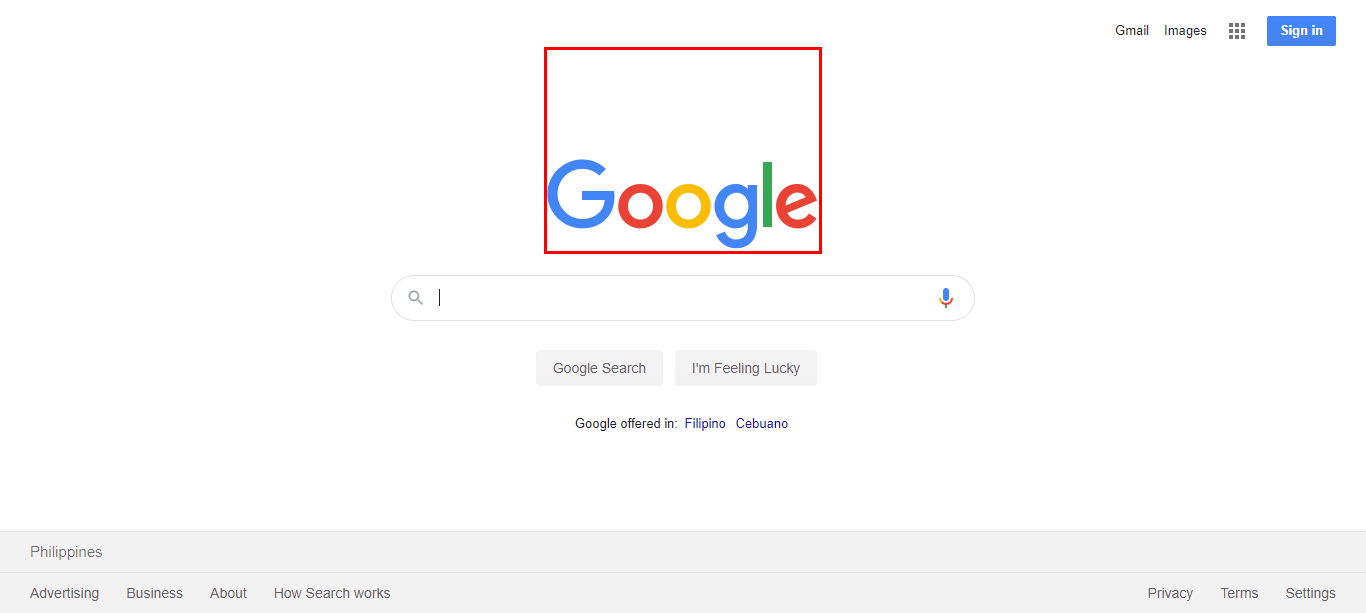 Gmail Images Sign in
Google
Google Search I'm Feeling Lucky
Google offered in: Filipino Cebuano
Philippines
Advertising Business About How Search works Privacy Terms Settings